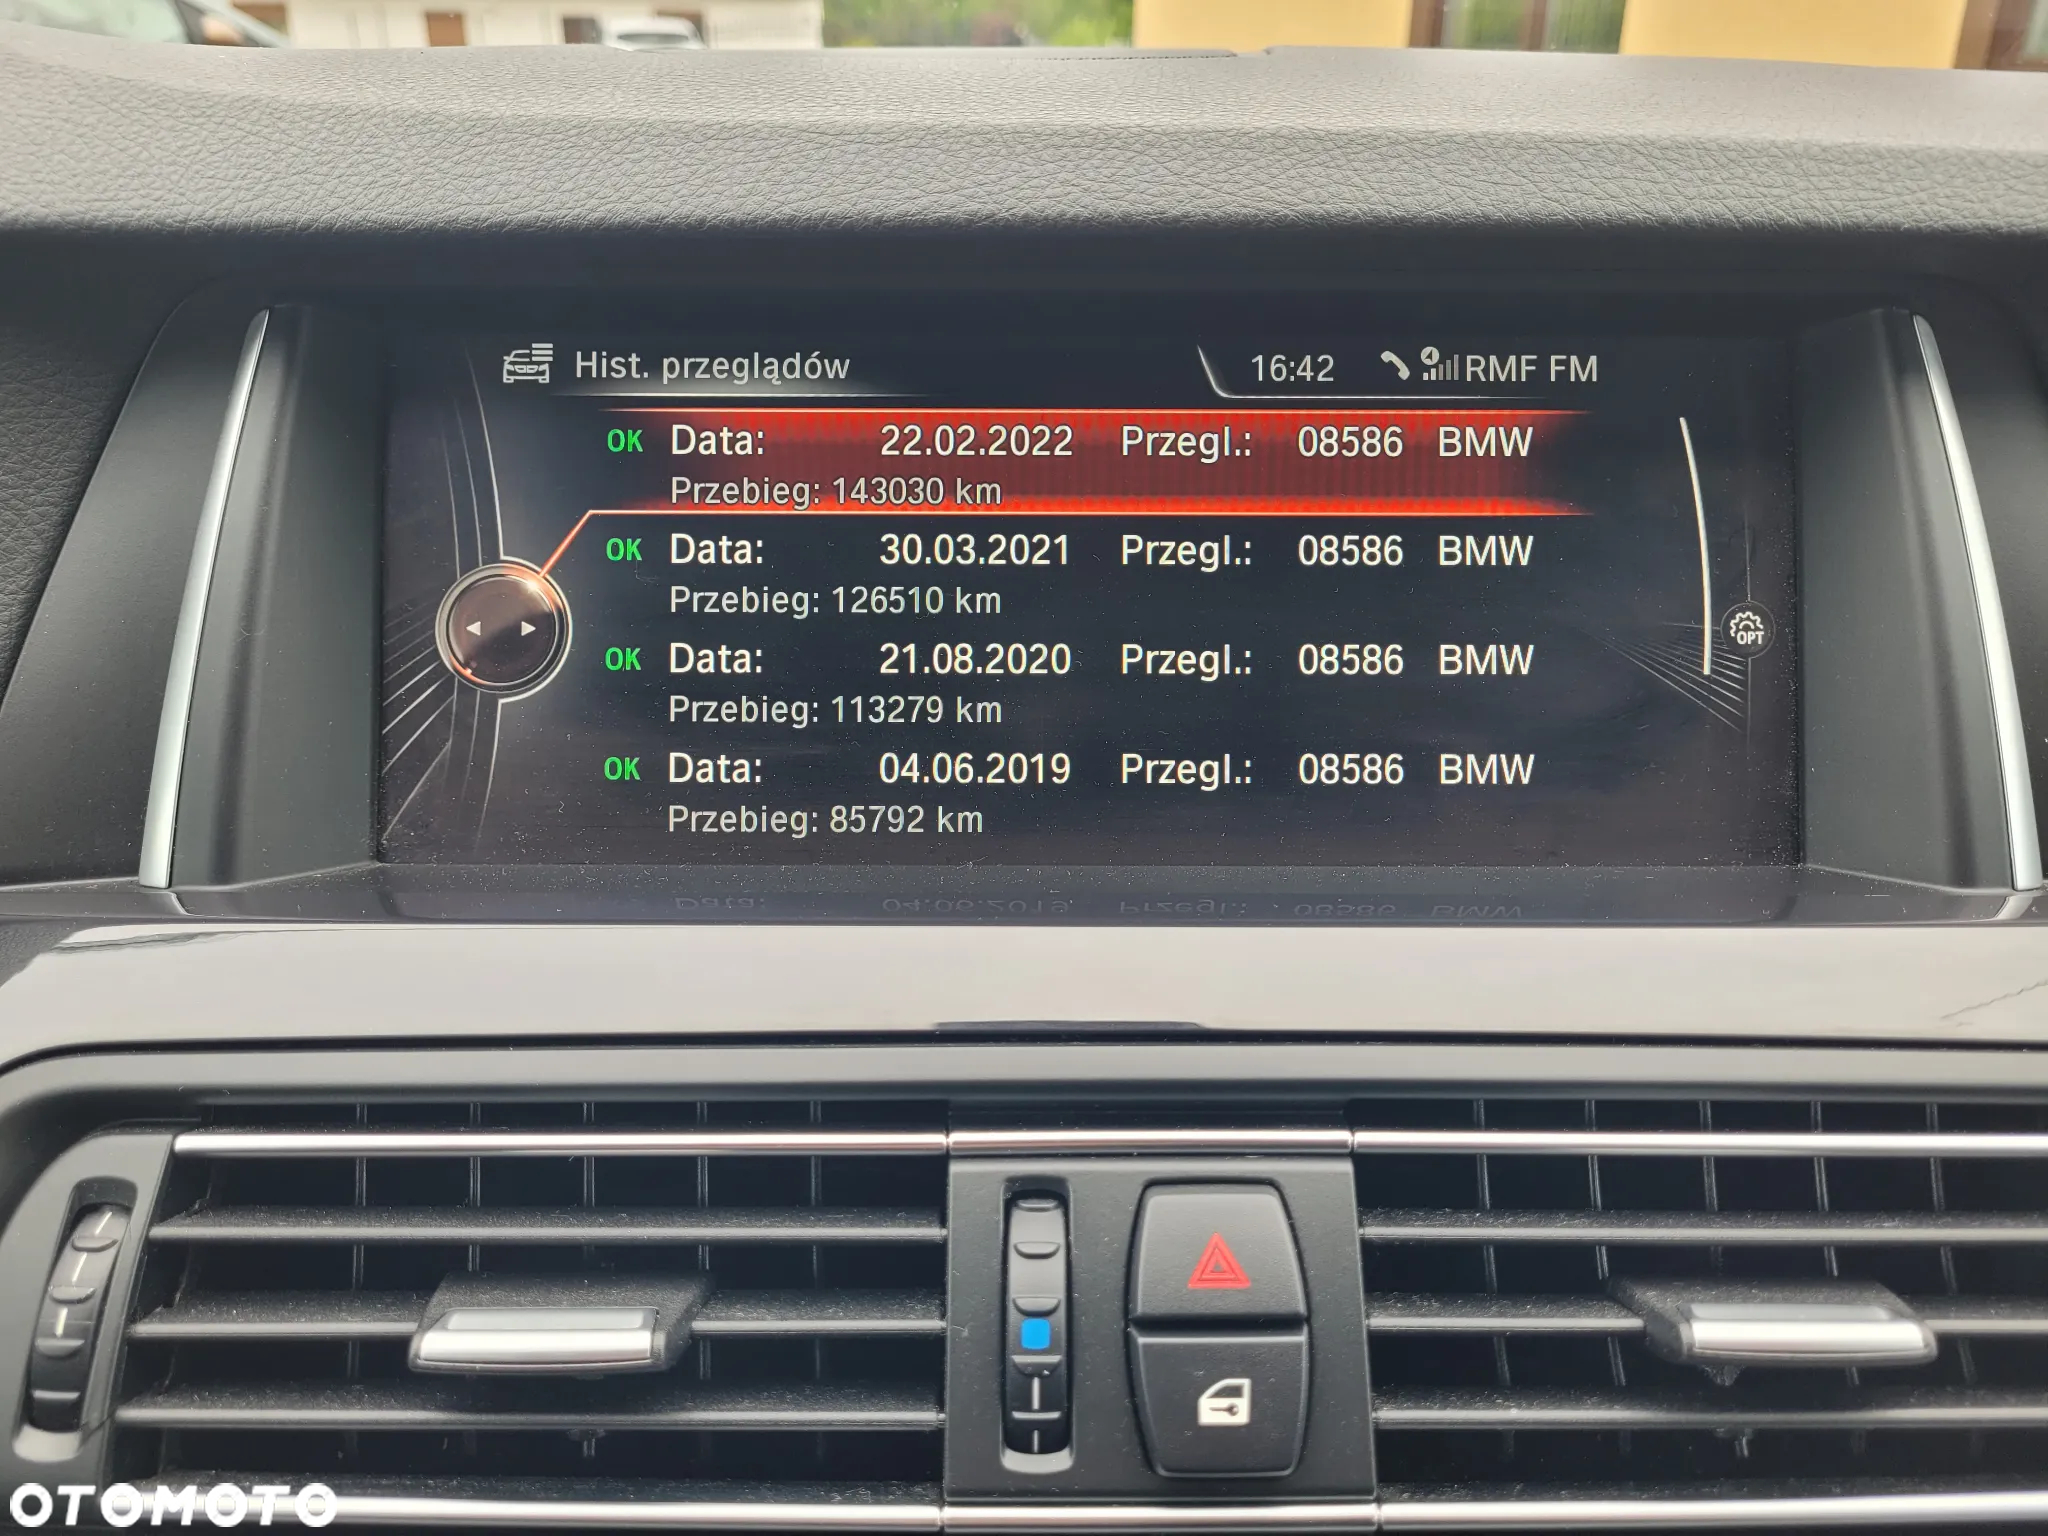 Hist. przeglądów 16:42 RMF FM
OK Data: 22.02.2022 Przegl.: 08586 BMW
Przebieg: 143030 km
OK Data: 30.03.2021 Przegl.: 08586 BMW
Przebieg: 126510 km
OPT
OK Data: 21.08.2020 Przegl.: 08586 BMW
Przebieg: 113279 km
OK Data: 04.06.2019 Przegl.: 08586 BMW
Przebieg: 85792 km
OTOMOTO